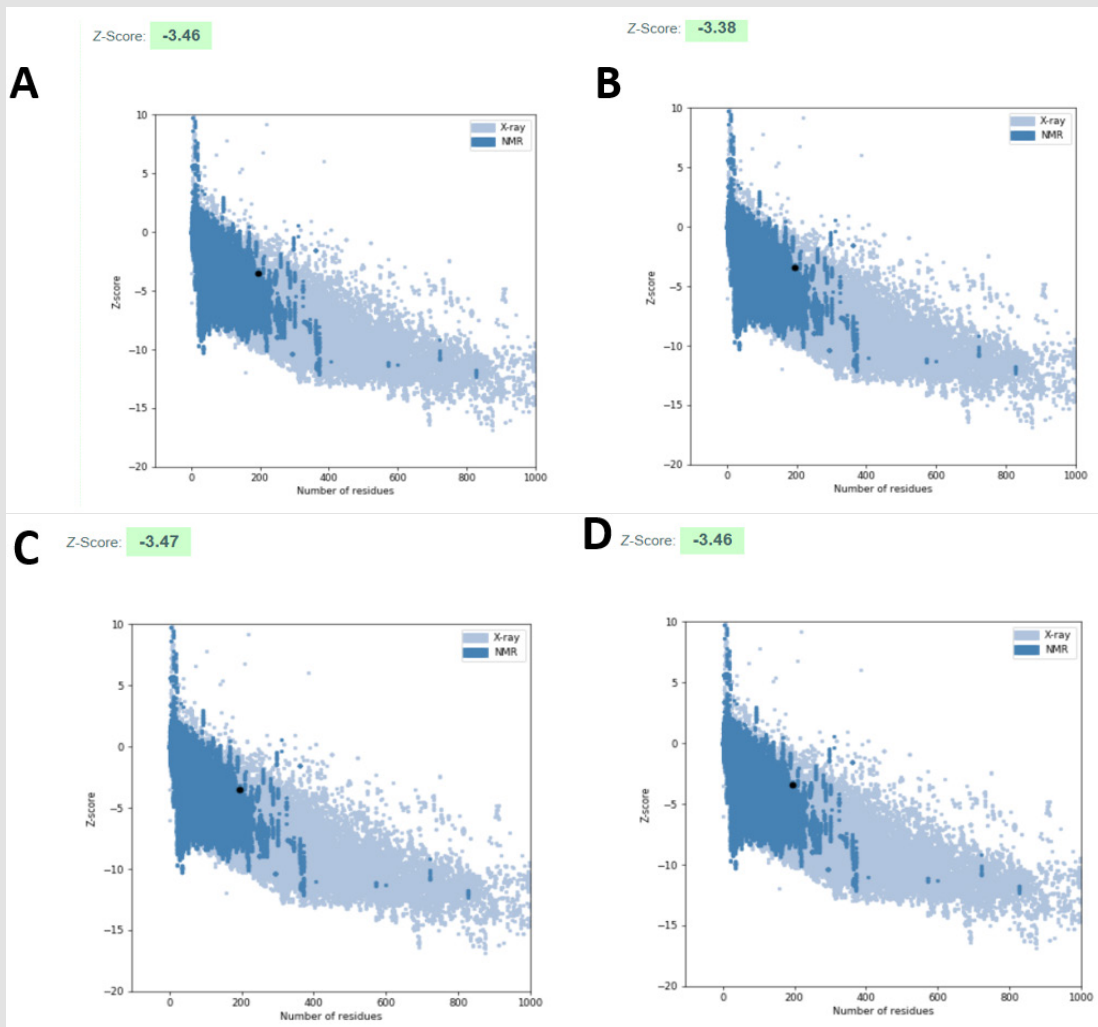 Z-Score: -3.46
A
10
5
0
−5
−10
−15
−20
Z-score
X-ray
NMR
0 200 400 600 800 1000
Number of residues
Z-Score: -3.38
B
10
5
0
−5
−10
−15
−20
Z-score
X-ray
NMR
0 200 400 600 800 1000
Number of residues
C
Z-Score: -3.47
10
5
0
−5
−10
−15
−20
Z-score
X-ray
NMR
0 200 400 600 800 1000
Number of residues
D
Z-Score: -3.46
10
5
0
−5
−10
−15
−20
Z-score
X-ray
NMR
0 200 400 600 800 1000
Number of residues